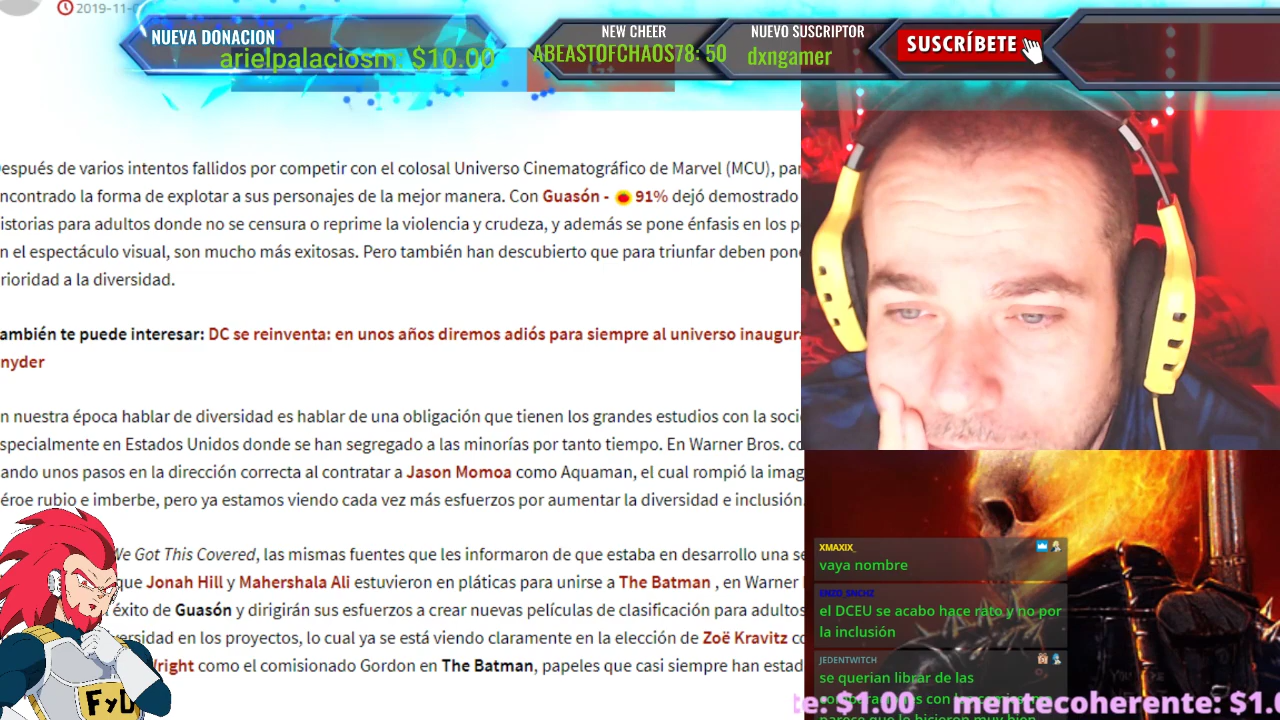 2019-11-0
NUEVA DONACION
arielpalaciosm: $10.00
NEW CHEER
ABEASTOFCHAOS78: 50
NUEVO SUSCRIPTOR
dxngamer
SUSCRÍBETE
espués de varios intentos fallidos por competir con el colosal Universo Cinematográfico de Marvel (MCU), par
ncontrado la forma de explotar a sus personajes de la mejor manera. Con Guasón - 91% dejó demostrado
istorias para adultos donde no se censura o reprime la violencia y crudeza, y además se pone énfasis en los p
n el espectáculo visual, son mucho más exitosas. Pero también han descubierto que para triunfar deben pone
rioridad a la diversidad.
ambién te puede interesar: DC se reinventa: en unos años diremos adiós para siempre al universo inaugura
nyder
n nuestra época hablar de diversidad es hablar de una obligación que tienen los grandes estudios con la soci
specialmente en Estados Unidos donde se han segregado a las minorías por tanto tiempo. En Warner Bros. co
ando unos pasos en la dirección correcta al contratar a Jason Momoa como Aquaman, el cual rompió la imag
éroe rubio e imberbe, pero ya estamos viendo cada vez más esfuerzos por aumentar la diversidad e inclusión.
We Got This Covered, las mismas fuentes que les informaron de que estaba en desarrollo una se
que Jonah Hill y Mahershala Ali estuvieron en pláticas para unirse a The Batman , en Warner
éxito de Guasón y dirigirán sus esfuerzos a crear nuevas películas de clasificación para adultos
versidad en los proyectos, lo cual ya se está viendo claramente en la elección de Zoë Kravitz co
Wright como el comisionado Gordon en The Batman, papeles que casi siempre han estad
FyD
XMAXIX_
vaya nombre
ENZO_SNCHZ
el DCEU se acabo hace rato y no por
la inclusión
JEDENTWITCH
se querian librar de las
te: $1.00 mentecoherente: $1.0